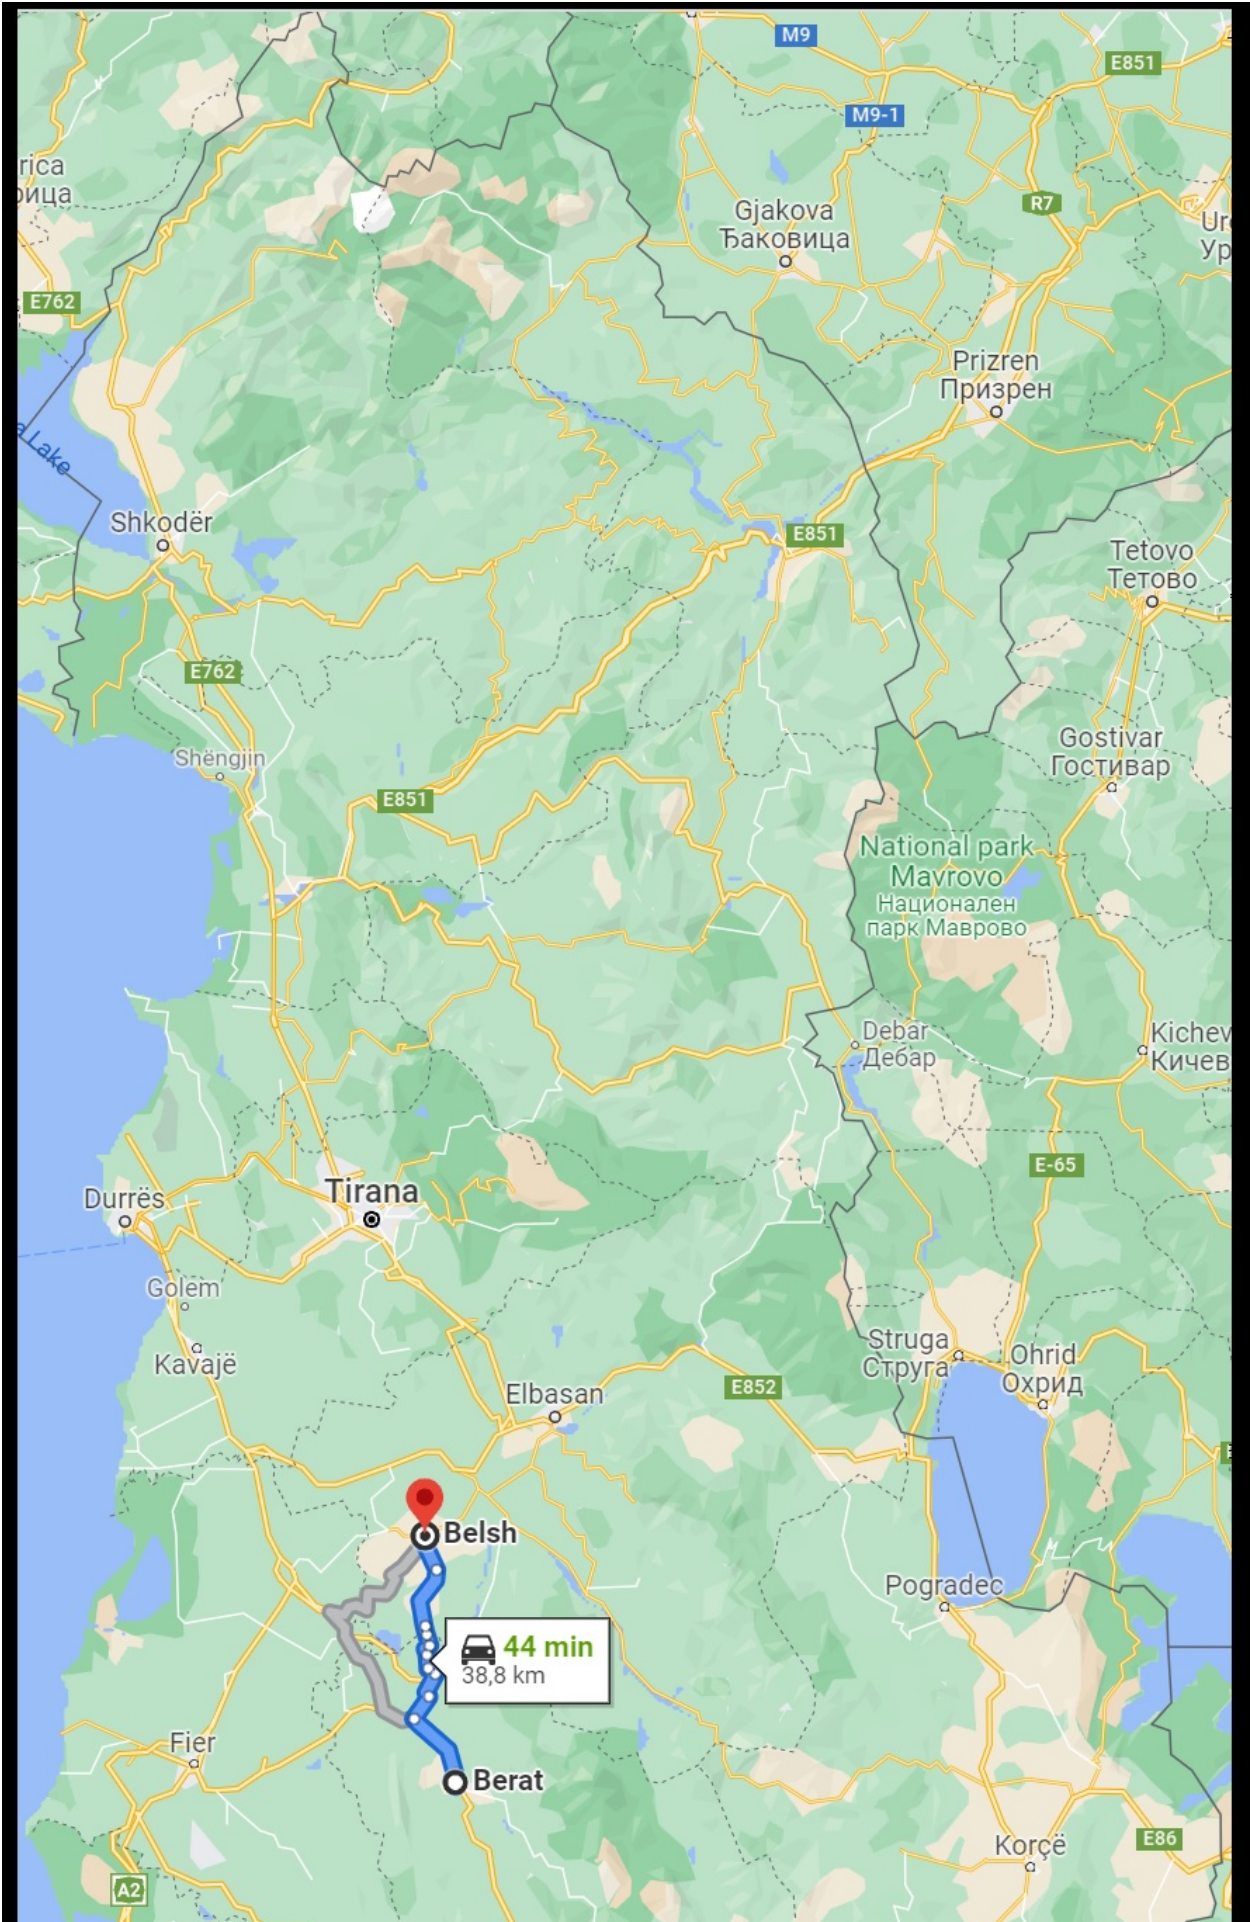 M9
E851
M9-1
rica
рица
Gjakova
Ђаковица
R7
Ur
Ур
E762
Prizren
Призрен
a Lake
Shkodër
E851
Tetovo
Тетово
E762
Shëngjin
Gostivar
Гостивар
E851
National park
Mavrovo
Национален
парк Маврово
Debar
Дебар
Kichev
Кичев
E-65
Tirana
Durrës
Golem
Kavajë
Struga
Струга
Ohrid
Охрид
E852
Elbasan
Belsh
Pogradec
44 min
38,8 km
Fier
Berat
Korçë
E86
A2